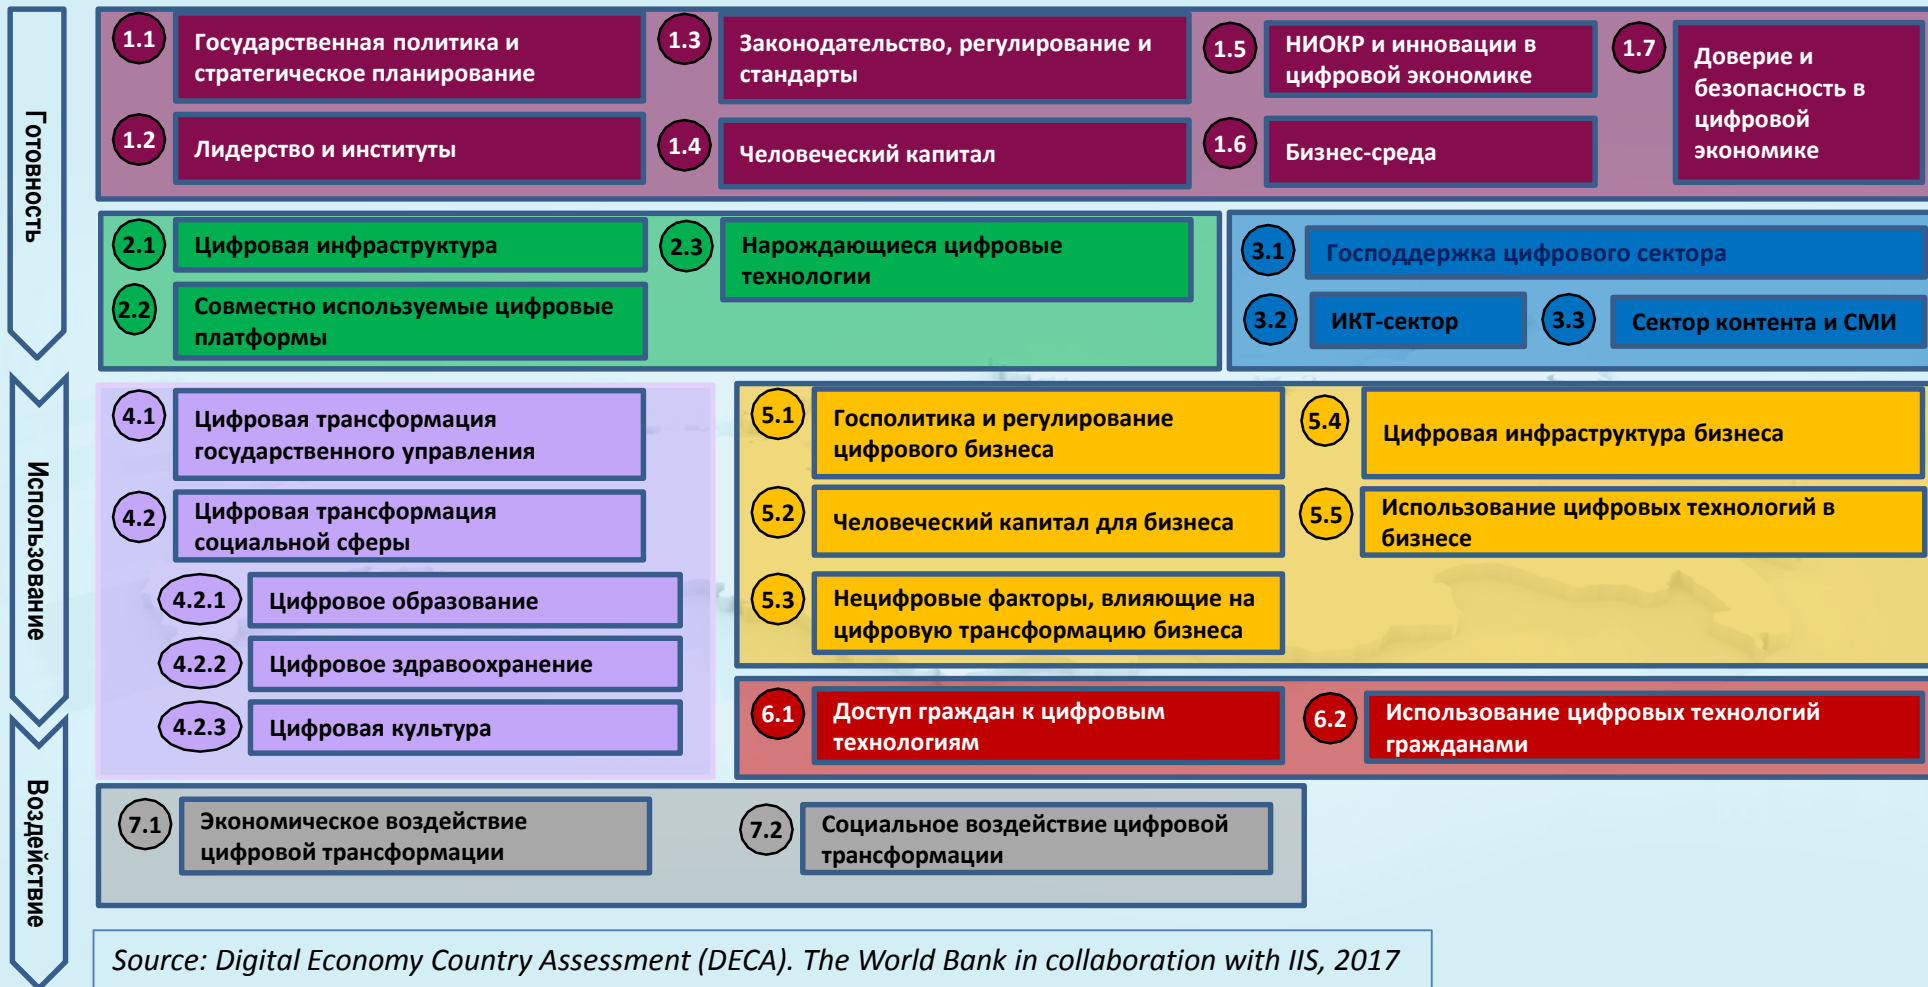 Готовность
1.1
Государственная политика и
стратегическое планирование
1.2
Лидерство и институты
1.3
Законодательство, регулирование и
стандарты
1.4
Человеческий капитал
1.5
НИОКР и инновации в
цифровой экономике
1.6
Бизнес-среда
1.7
Доверие и
безопасность в
цифровой
экономике
2.1
Цифровая инфраструктура
2.2
Совместно используемые цифровые
платформы
2.3
Нарождающиеся цифровые
технологии
3.1
Господдержка цифрового сектора
3.2
ИКТ-сектор
3.3
Сектор контента и СМИ
Использование
4.1
Цифровая трансформация
государственного управления
4.2
Цифровая трансформация
социальной сферы
4.2.1
Цифровое образование
4.2.2
Цифровое здравоохранение
4.2.3
Цифровая культура
5.1
Госполитика и регулирование
цифрового бизнеса
5.2
Человеческий капитал для бизнеса
5.3
Нецифровые факторы, влияющие на
цифровую трансформацию бизнеса
5.4
Цифровая инфраструктура бизнеса
5.5
Использование цифровых технологий в
бизнесе
6.1
Доступ граждан к цифровым
технологиям
6.2
Использование цифровых технологий
гражданами
Воздействие
7.1
Экономическое воздействие
цифровой трансформации
7.2
Социальное воздействие цифровой
трансформации
Source: Digital Economy Country Assessment (DECA). The World Bank in collaboration with IIS, 2017